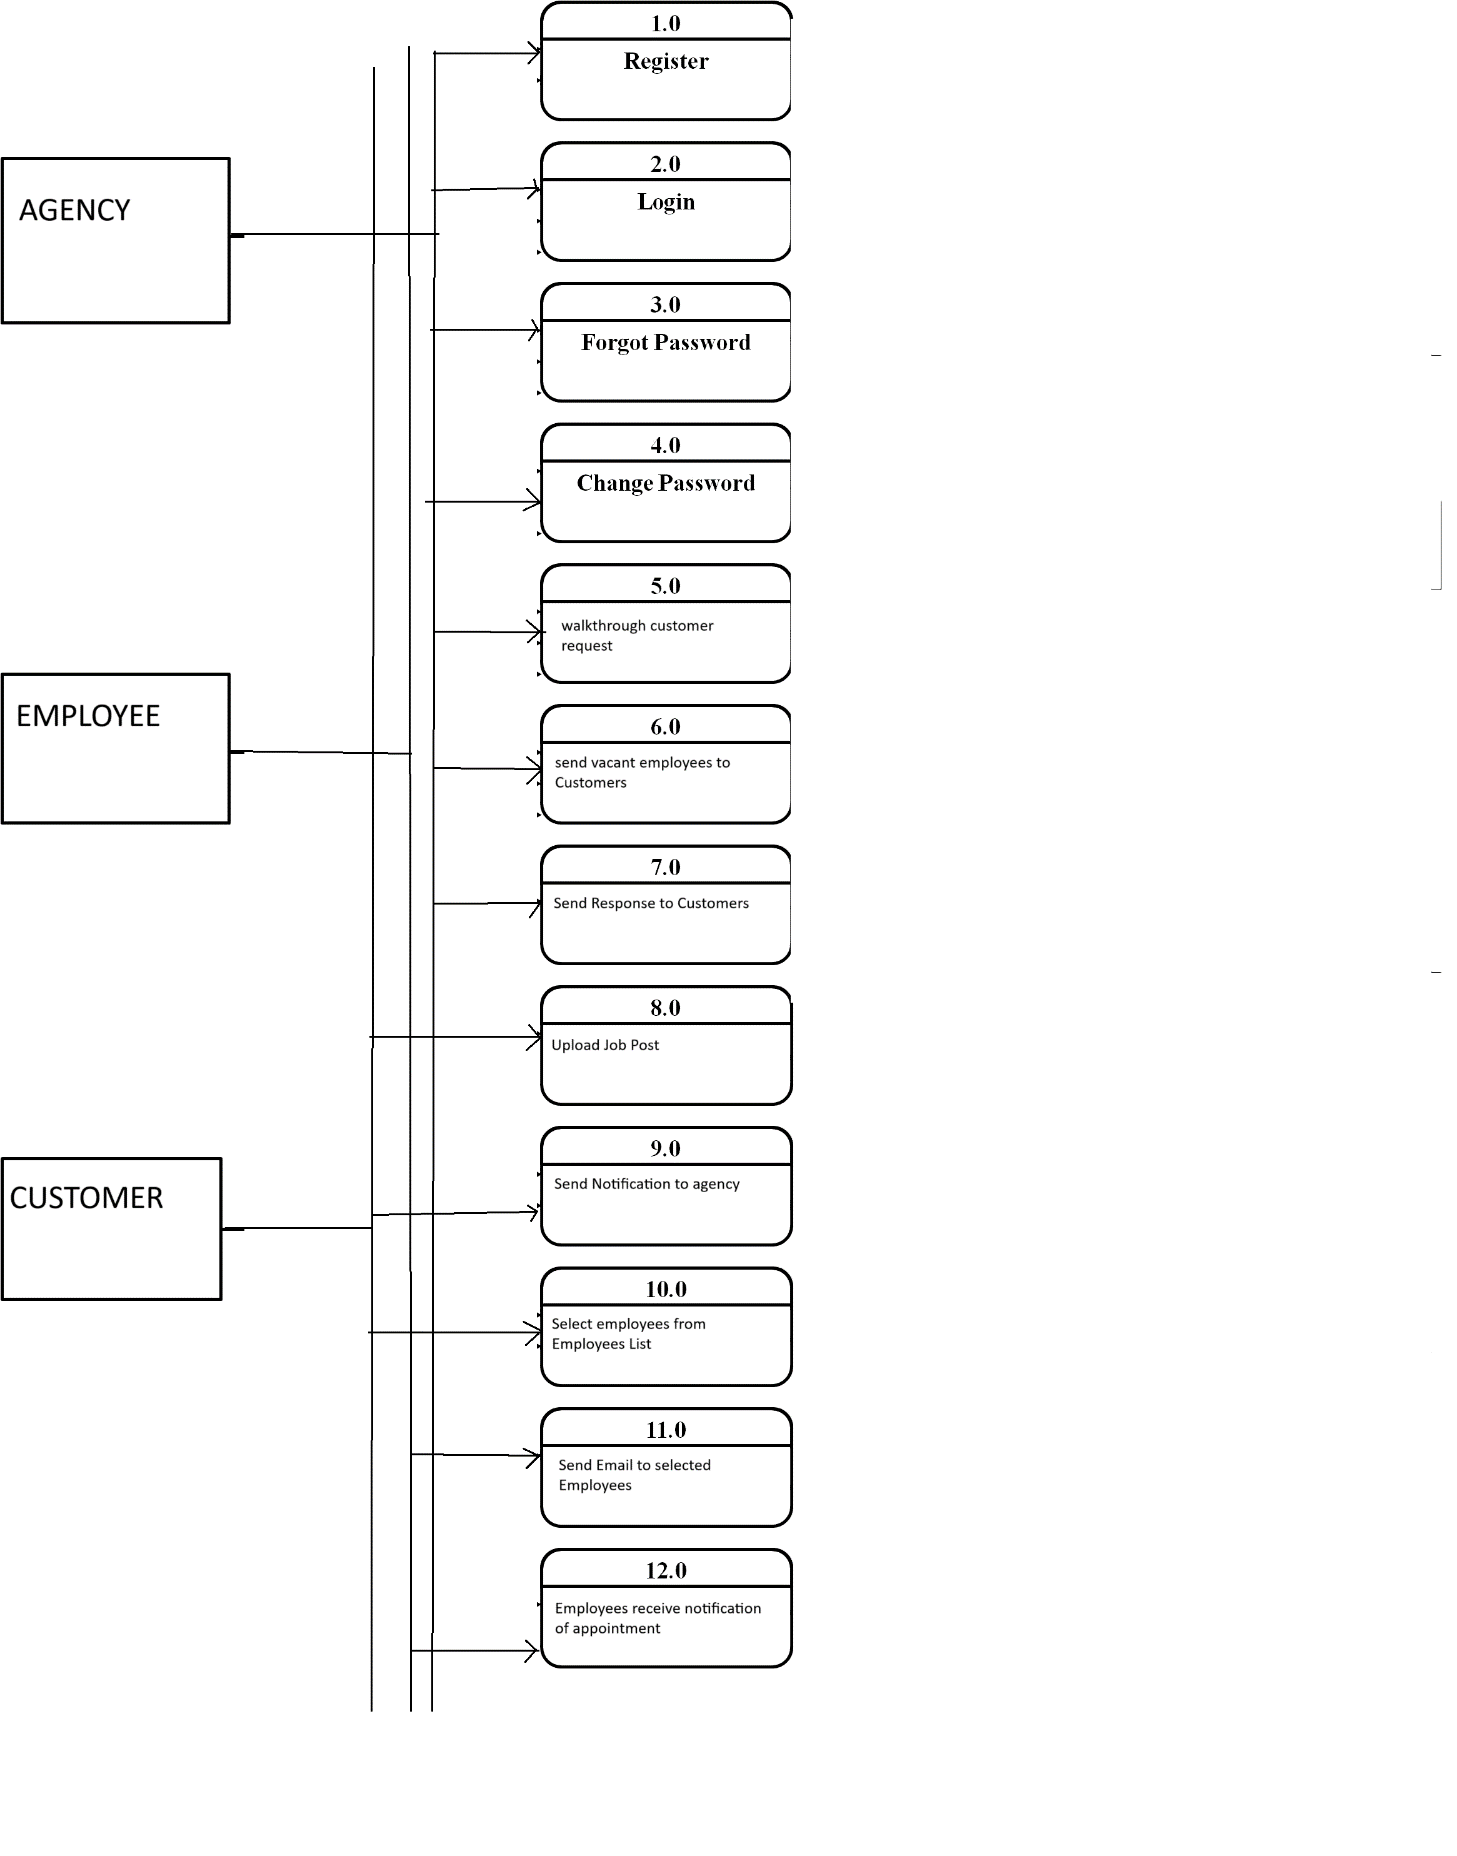 1.0
Register
2.0
Login
AGENCY
3.0
Forgot Password
4.0
Change Password
5.0
walkthrough customer
request
EMPLOYEE
6.0
send vacant employees to
Customers
7.0
Send Response to Customers
8.0
Upload Job Post
9.0
Send Notification to agency
CUSTOMER
10.0
Select employees from
Employees List
11.0
Send Email to selected
Employees
12.0
Employees receive notification
of appointment